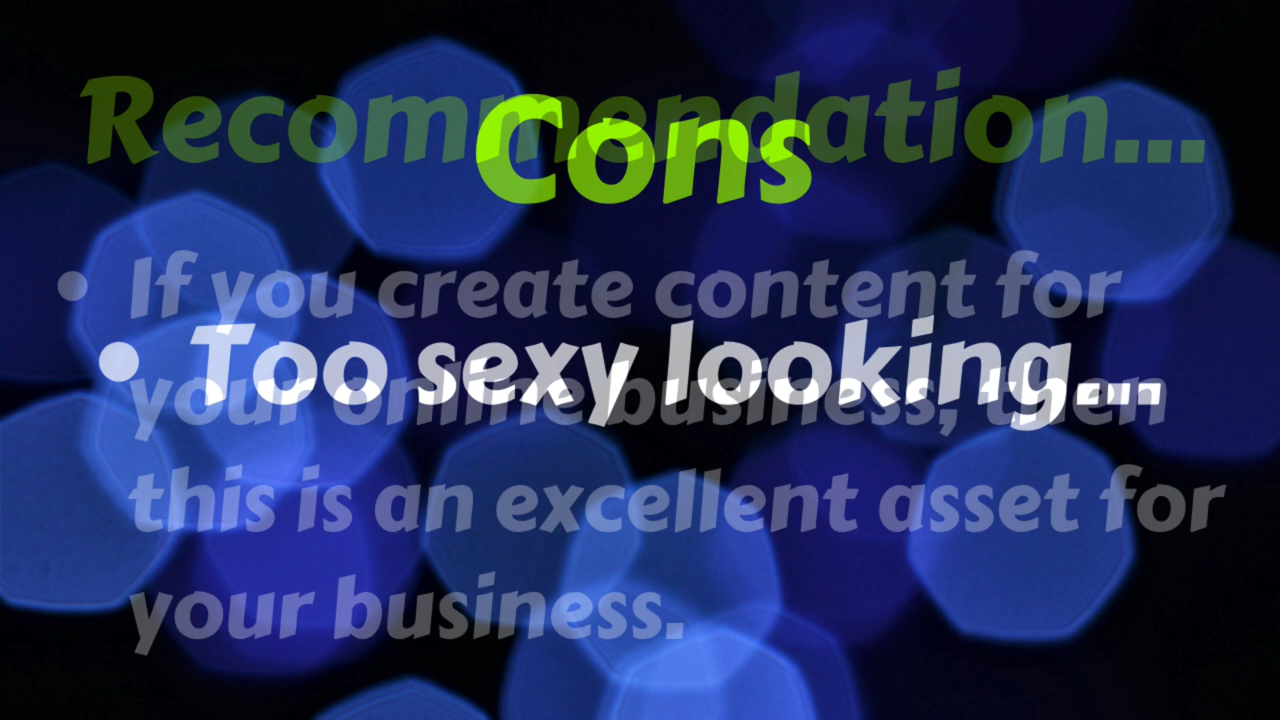 Recommendation...
Cons
• If you create content for
• Too sexy looking...
your online business, then
this is an excellent asset for
your business.